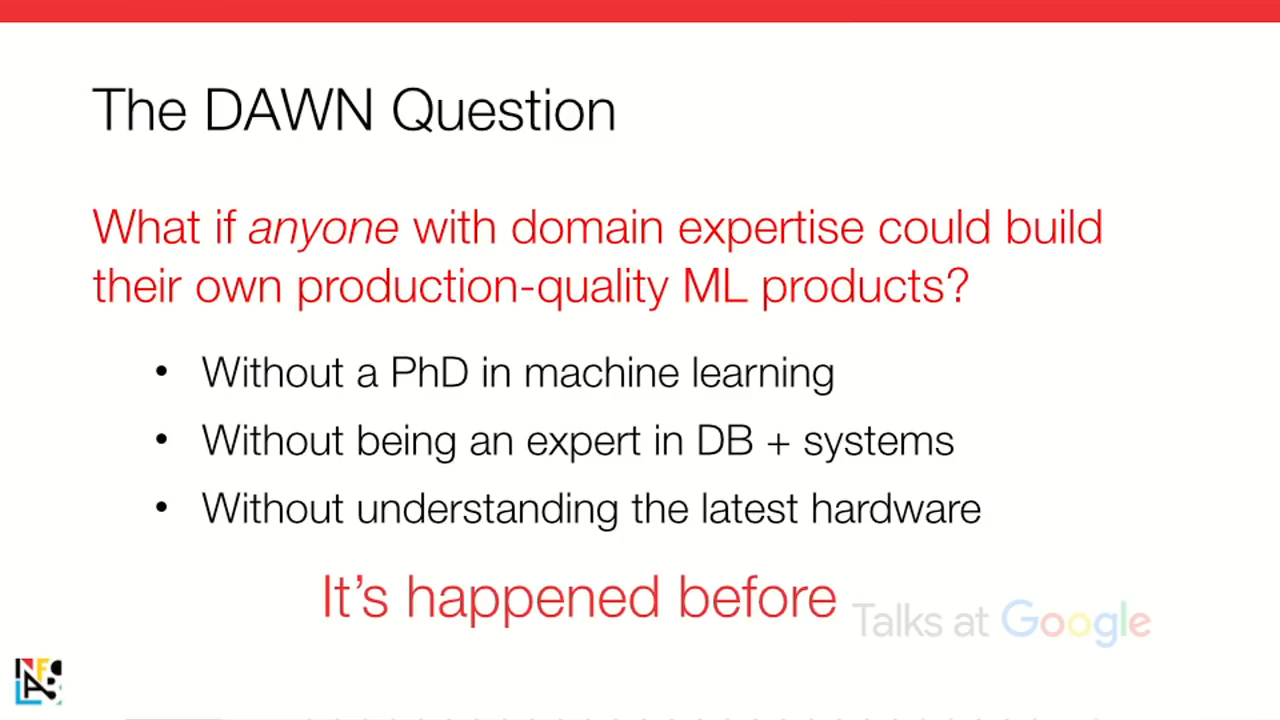 The DAWN Question
What if anyone with domain expertise could build
their own production-quality ML products?
• Without a PhD in machine learning
• Without being an expert in DB + systems
• Without understanding the latest hardware
It's happened before
Talks at Google
INFO
LAB